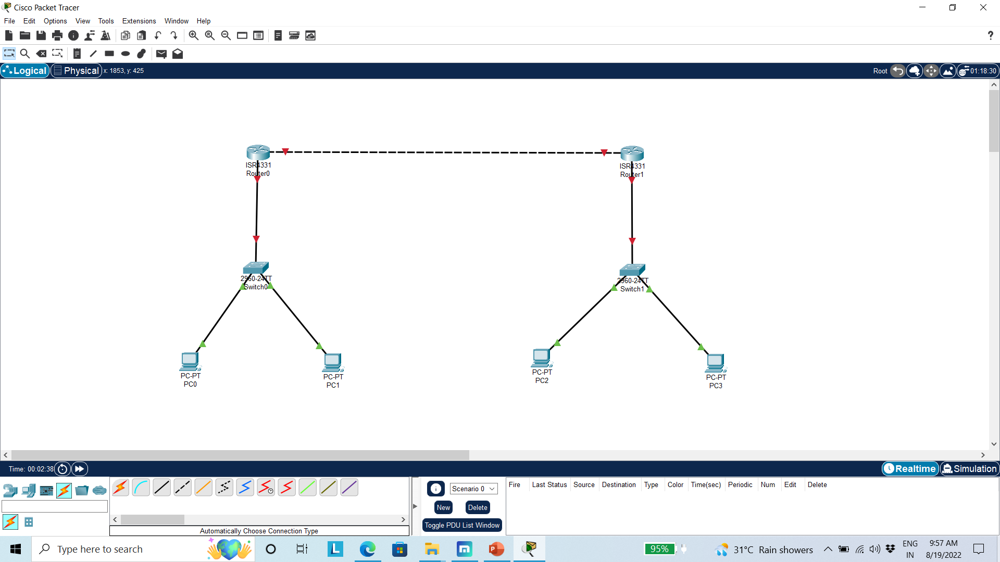 Cisco Packet Tracer
File Edit Options View Tools Extensions Window Help
?
Logical Physical x: 1853, y: 425 Root 01:18:30
ISR4331
Router0
ISR4331
Router1
2960-24TT
Switch0
2960-24TT
Switch1
PC-PT
PC0
PC-PT
PC1
PC-PT
PC2
PC-PT
PC3
Time: 00:02:38 Realtime Simulation
Scenario 0
New Delete
Toggle PDU List Window
Fire Last Status Source Destination Type Color Time(sec) Periodic Num Edit Delete
Automatically Choose Connection Type
Type here to search
95%
31°C Rain showers
ENG
IN
9:57 AM
8/19/2022